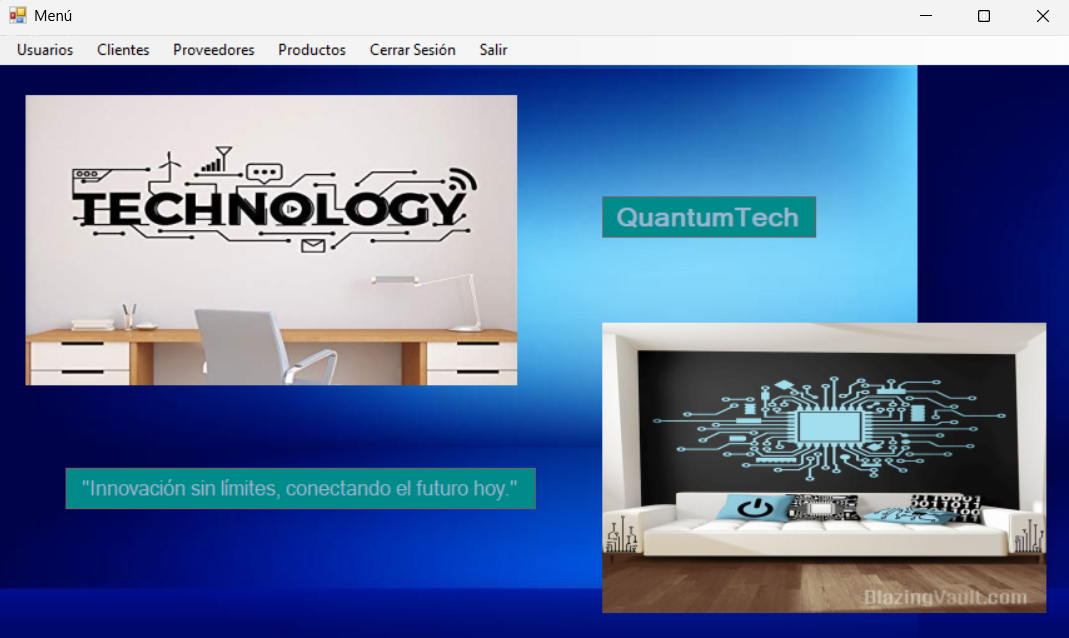 Menú
Usuarios Clientes Proveedores Productos Cerrar Sesión Salir
TECHNOLOGY
QuantumTech
"Innovación sin límites, conectando el futuro hoy."
BlazingVault.com